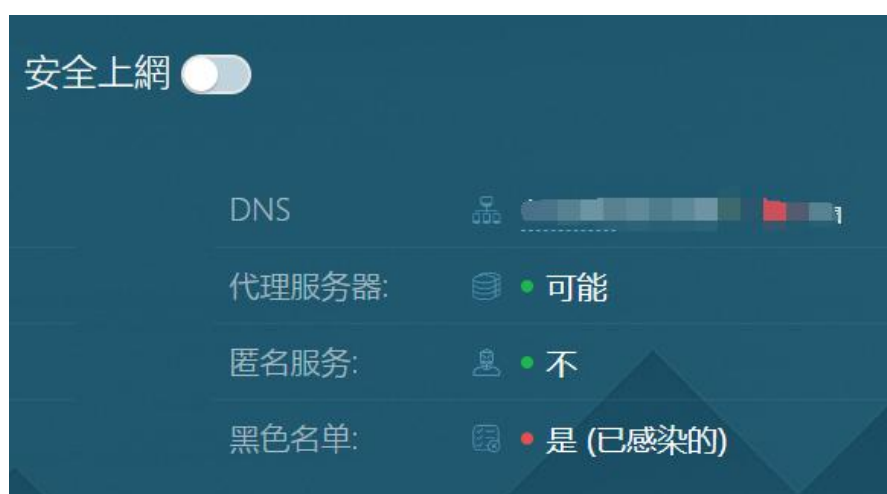 安全上網
DNS
代理服务器: 可能
匿名服务: 不
黑色名单: 是 (已感染的)